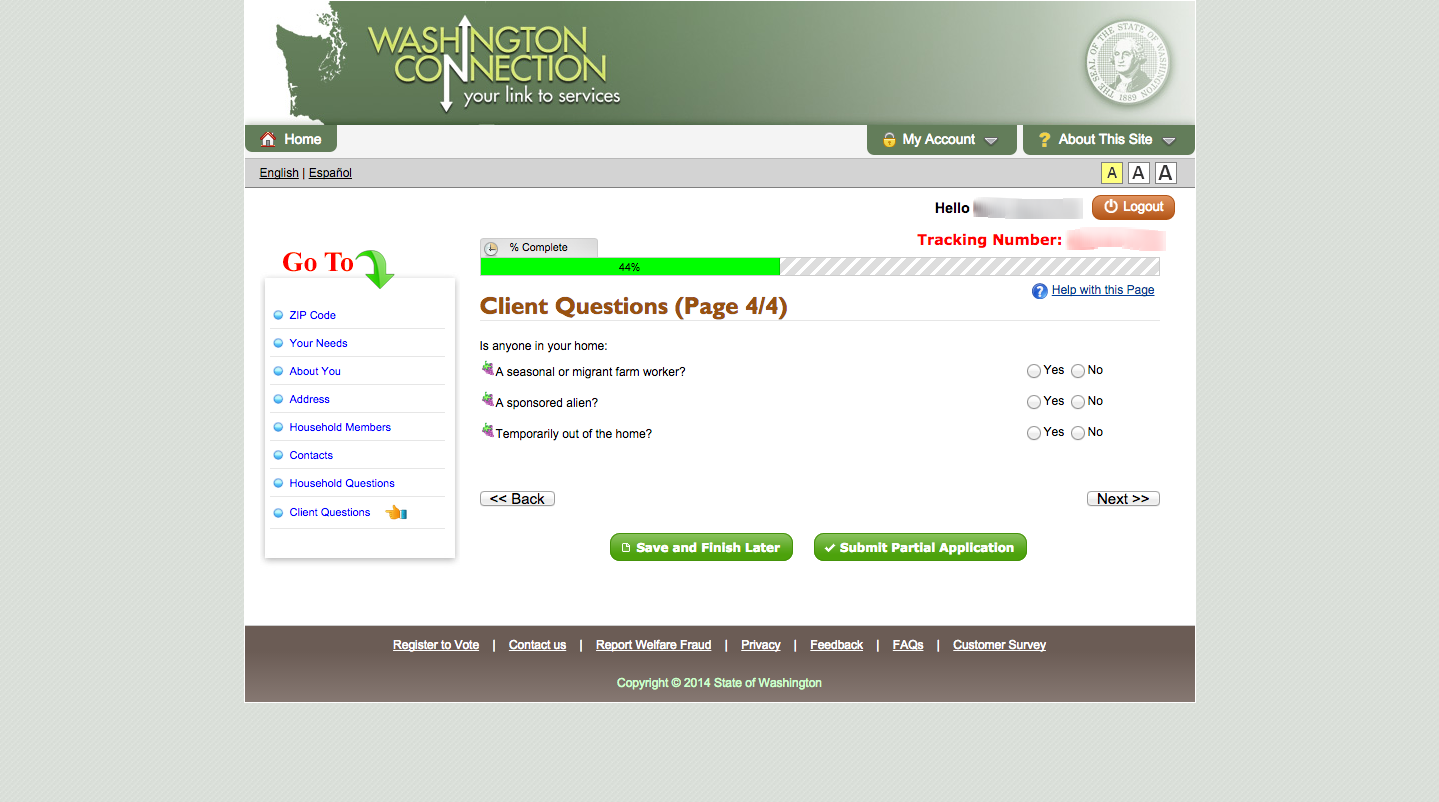 WASHINGTON
CONNECTION
your link to services
THE SEAL OF THE STATE OF WASHINGTON
1889
Home
My Account
? About This Site
English | Español
A A A
Hello
Logout
Tracking Number:
% Complete
44%
Go To
? Help with this Page
ZIP Code
Your Needs
About You
Address
Household Members
Contacts
Household Questions
Client Questions
Client Questions (Page 4/4)
Is anyone in your home:
A seasonal or migrant farm worker? Yes No
A sponsored alien? Yes No
Temporarily out of the home? Yes No
<< Back
Next >>
Save and Finish Later
Submit Partial Application
Register to Vote | Contact us | Report Welfare Fraud | Privacy | Feedback | FAQs | Customer Survey
Copyright © 2014 State of Washington